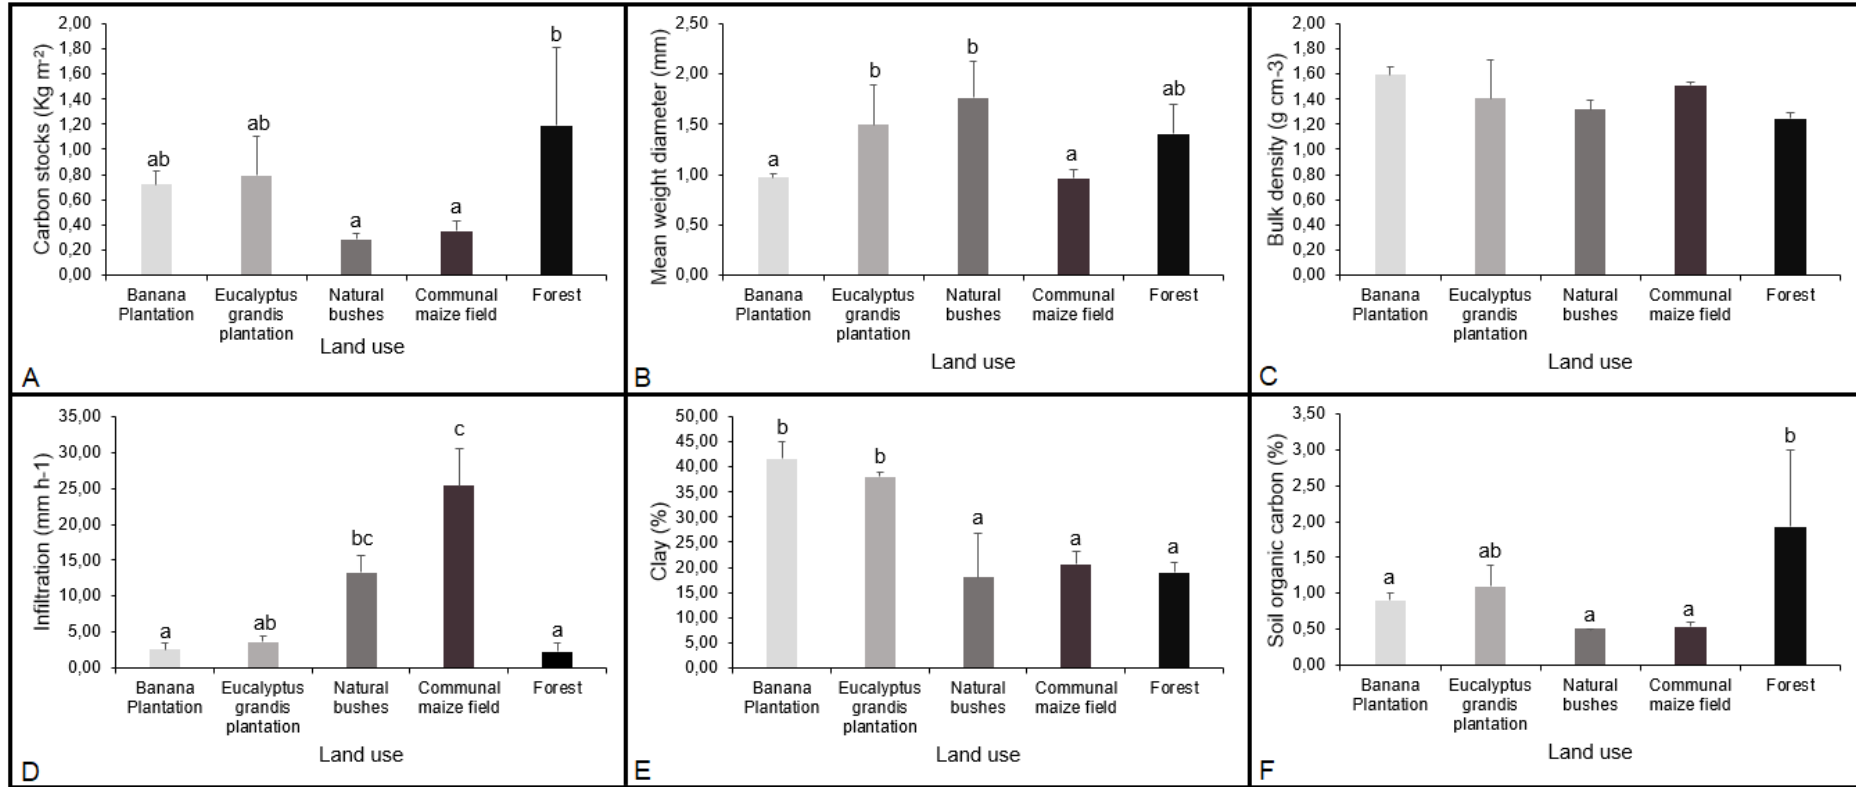 2,00
1,80
1,60
1,40
1,20
1,00
0,80
0,60
0,40
0,20
0,00
Carbon stocks (Kg m-2)
ab
ab
a
a
b
Banana Plantation
Eucalyptus grandis plantation
Natural bushes
Communal maize field
Forest
Land use
A
2,50
2,00
1,50
1,00
0,50
0,00
Mean weight diameter (mm)
a
b
b
a
ab
Banana Plantation
Eucalyptus grandis plantation
Natural bushes
Communal maize field
Forest
Land use
B
2,00
1,80
1,60
1,40
1,20
1,00
0,80
0,60
0,40
0,20
0,00
Bulk density (g cm-3)
Banana Plantation
Eucalyptus grandis plantation
Natural bushes
Communal maize field
Forest
Land use
C
35,00
30,00
25,00
20,00
15,00
10,00
5,00
0,00
Infiltration (mm h-1)
a
ab
bc
c
a
Banana Plantation
Eucalyptus grandis plantation
Natural bushes
Communal maize field
Forest
Land use
D
50,00
45,00
40,00
35,00
30,00
25,00
20,00
15,00
10,00
5,00
0,00
Clay (%)
b
b
a
a
a
Banana Plantation
Eucalyptus grandis plantation
Natural bushes
Communal maize field
Forest
Land use
E
3,50
3,00
2,50
2,00
1,50
1,00
0,50
0,00
Soil organic carbon (%)
a
ab
a
a
b
Banana Plantation
Eucalyptus grandis plantation
Natural bushes
Communal maize field
Forest
Land use
F